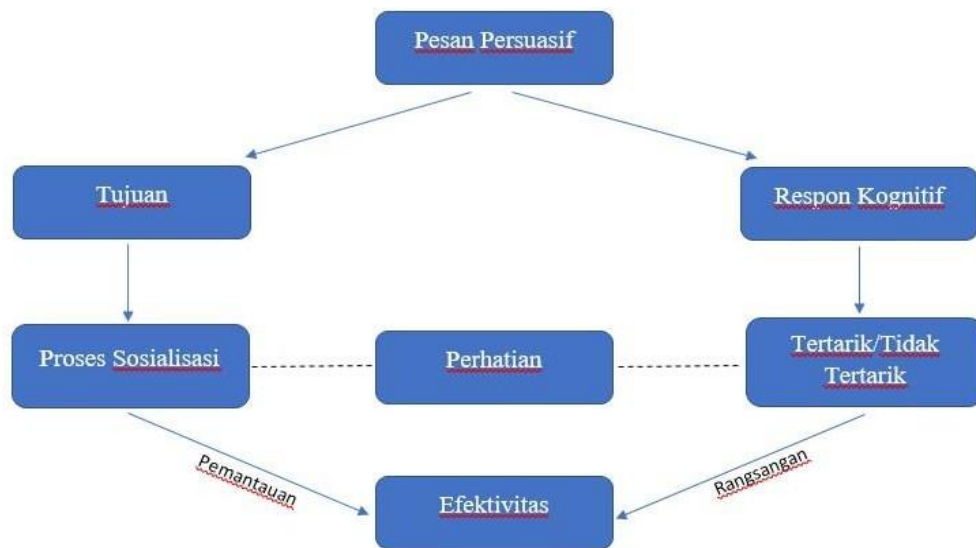 Pesan Persuasif
Tujuan
Respon Kognitif
Proses Sosialisasi
Perhatian
Tertarik/Tidak
Tertarik
Pemantauan
Rangsangan
Efektivitas